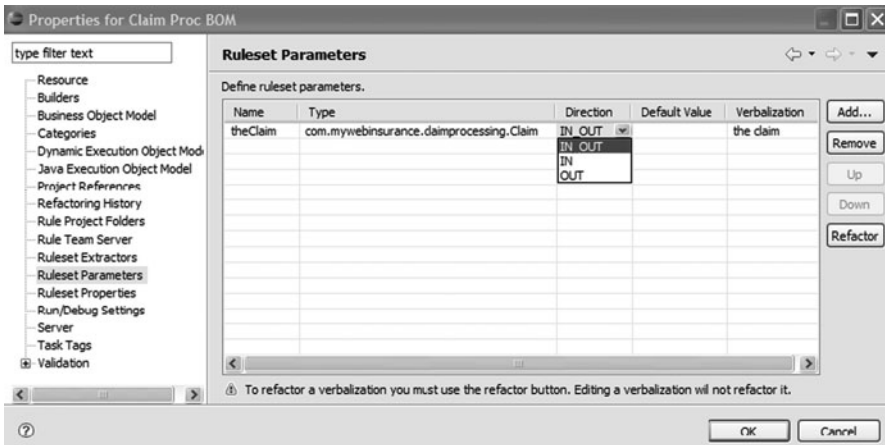 Properties for Claim Proc BOM
type filter text
Resource
Builders
Business Object Model
Categories
Dynamic Execution Object Mod
Java Execution Object Model
Project References
Refactoring History
Rule Project Folders
Rule Team Server
Ruleset Extractors
Ruleset Parameters
Ruleset Properties
Run/Debug Settings
Server
Task Tags
Validation
Ruleset Parameters
Define ruleset parameters.
Name Type Direction Default Value Verbalization
theClaim com.mywebinsurance.claimprocessing.Claim IN_OUT the claim
IN_OUT
IN
OUT
Add...
Remove
Up
Down
Refactor
To refactor a verbalization you must use the refactor button. Editing a verbalization wil not refactor it.
OK Cancel